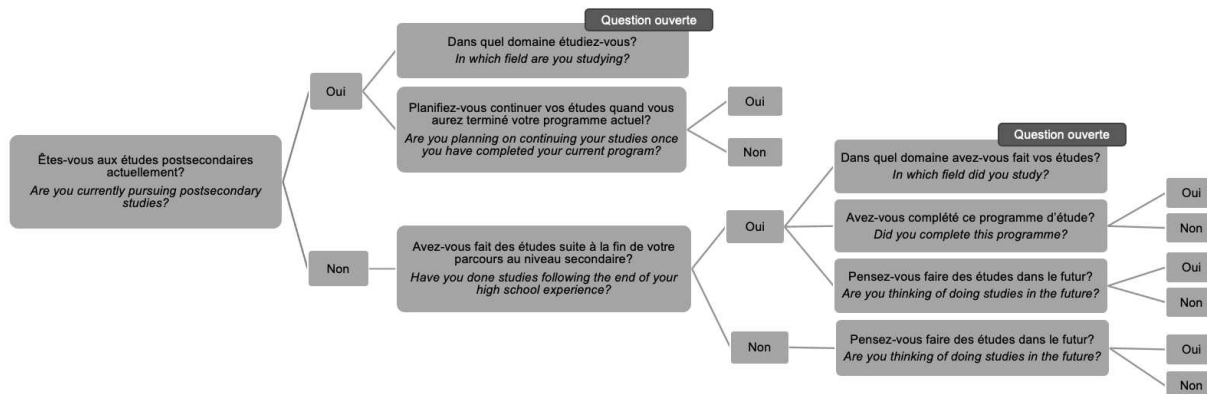 Êtes-vous aux études postsecondaires
actuellement?
Are you currently pursuing postsecondary
studies?
Oui
Question ouverte
Dans quel domaine étudiez-vous?
In which field are you studying?
Planifiez-vous continuer vos études quand vous
aurez terminé votre programme actuel?
Are you planning on continuing your studies once
you have completed your current program?
Oui
Non
Non
Avez-vous fait des études suite à la fin de votre
parcours au niveau secondaire?
Have you done studies following the end of your
high school experience?
Oui
Question ouverte
Dans quel domaine avez-vous fait vos études?
In which field did you study?
Avez-vous complété ce programme d'étude?
Did you complete this programme?
Oui
Non
Pensez-vous faire des études dans le futur?
Are you thinking of doing studies in the future?
Oui
Non
Non
Pensez-vous faire des études dans le futur?
Are you thinking of doing studies in the future?
Oui
Non